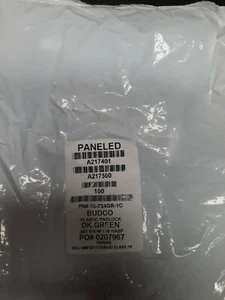 PANELED
A217401
A217500
100
BUDCO
PLASTIC PADLOCK
DK.GREEN
PO# 0207967